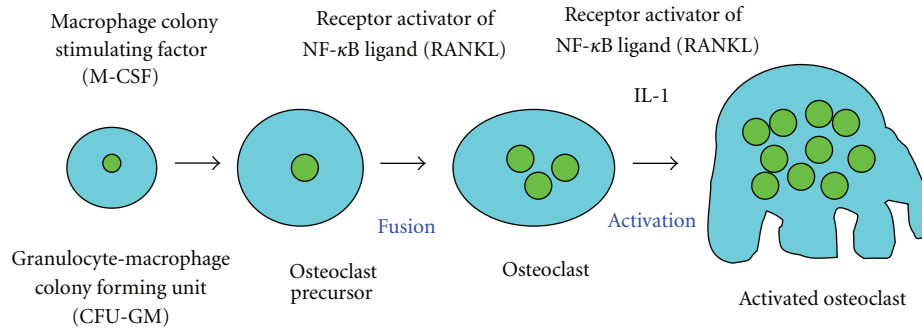 Macrophage colony
stimulating factor
(M-CSF)
Receptor activator of
NF-κB ligand (RANKL)
Receptor activator of
NF-κB ligand (RANKL)
IL-1
Fusion
Activation
Granulocyte-macrophage
colony forming unit
(CFU-GM)
Osteoclast
precursor
Osteoclast
Activated osteoclast